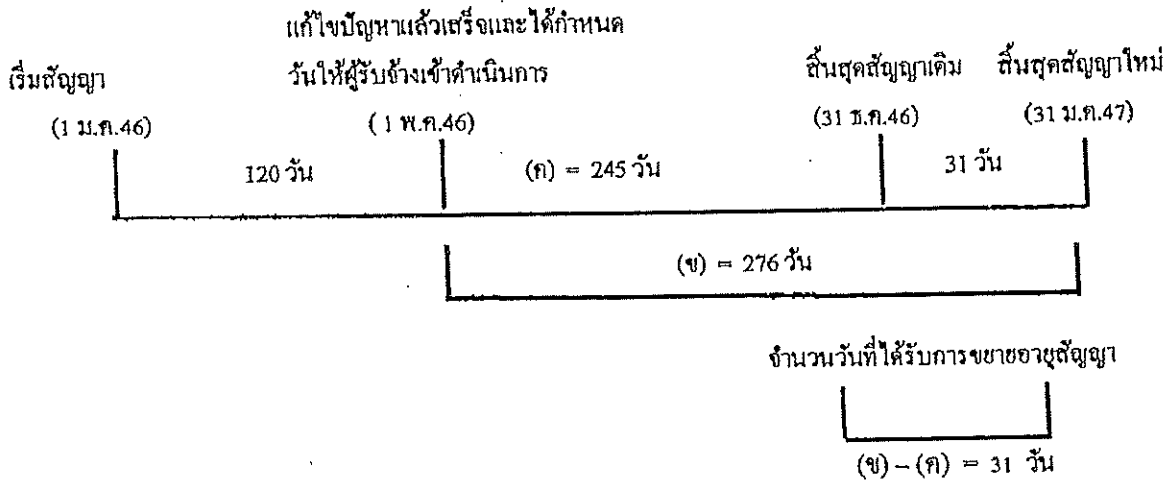 แก้ไขปัญหาแล้วเสร็จและได้กำหนด
วันให้ผู้รับจ้างเข้าดำเนินการ
เริ่มสัญญา
สิ้นสุดสัญญาเดิม
สิ้นสุดสัญญาใหม่
(1 ม.ค.46)
( 1 พ.ค.46)
(31 ธ.ค.46)
(31 ม.ค.47)
120 วัน
(ค) = 245 วัน
31 วัน
(ข) = 276 วัน
จำนวนวันที่ได้รับการขยายอายุสัญญา
(ข) – (ค) = 31 วัน